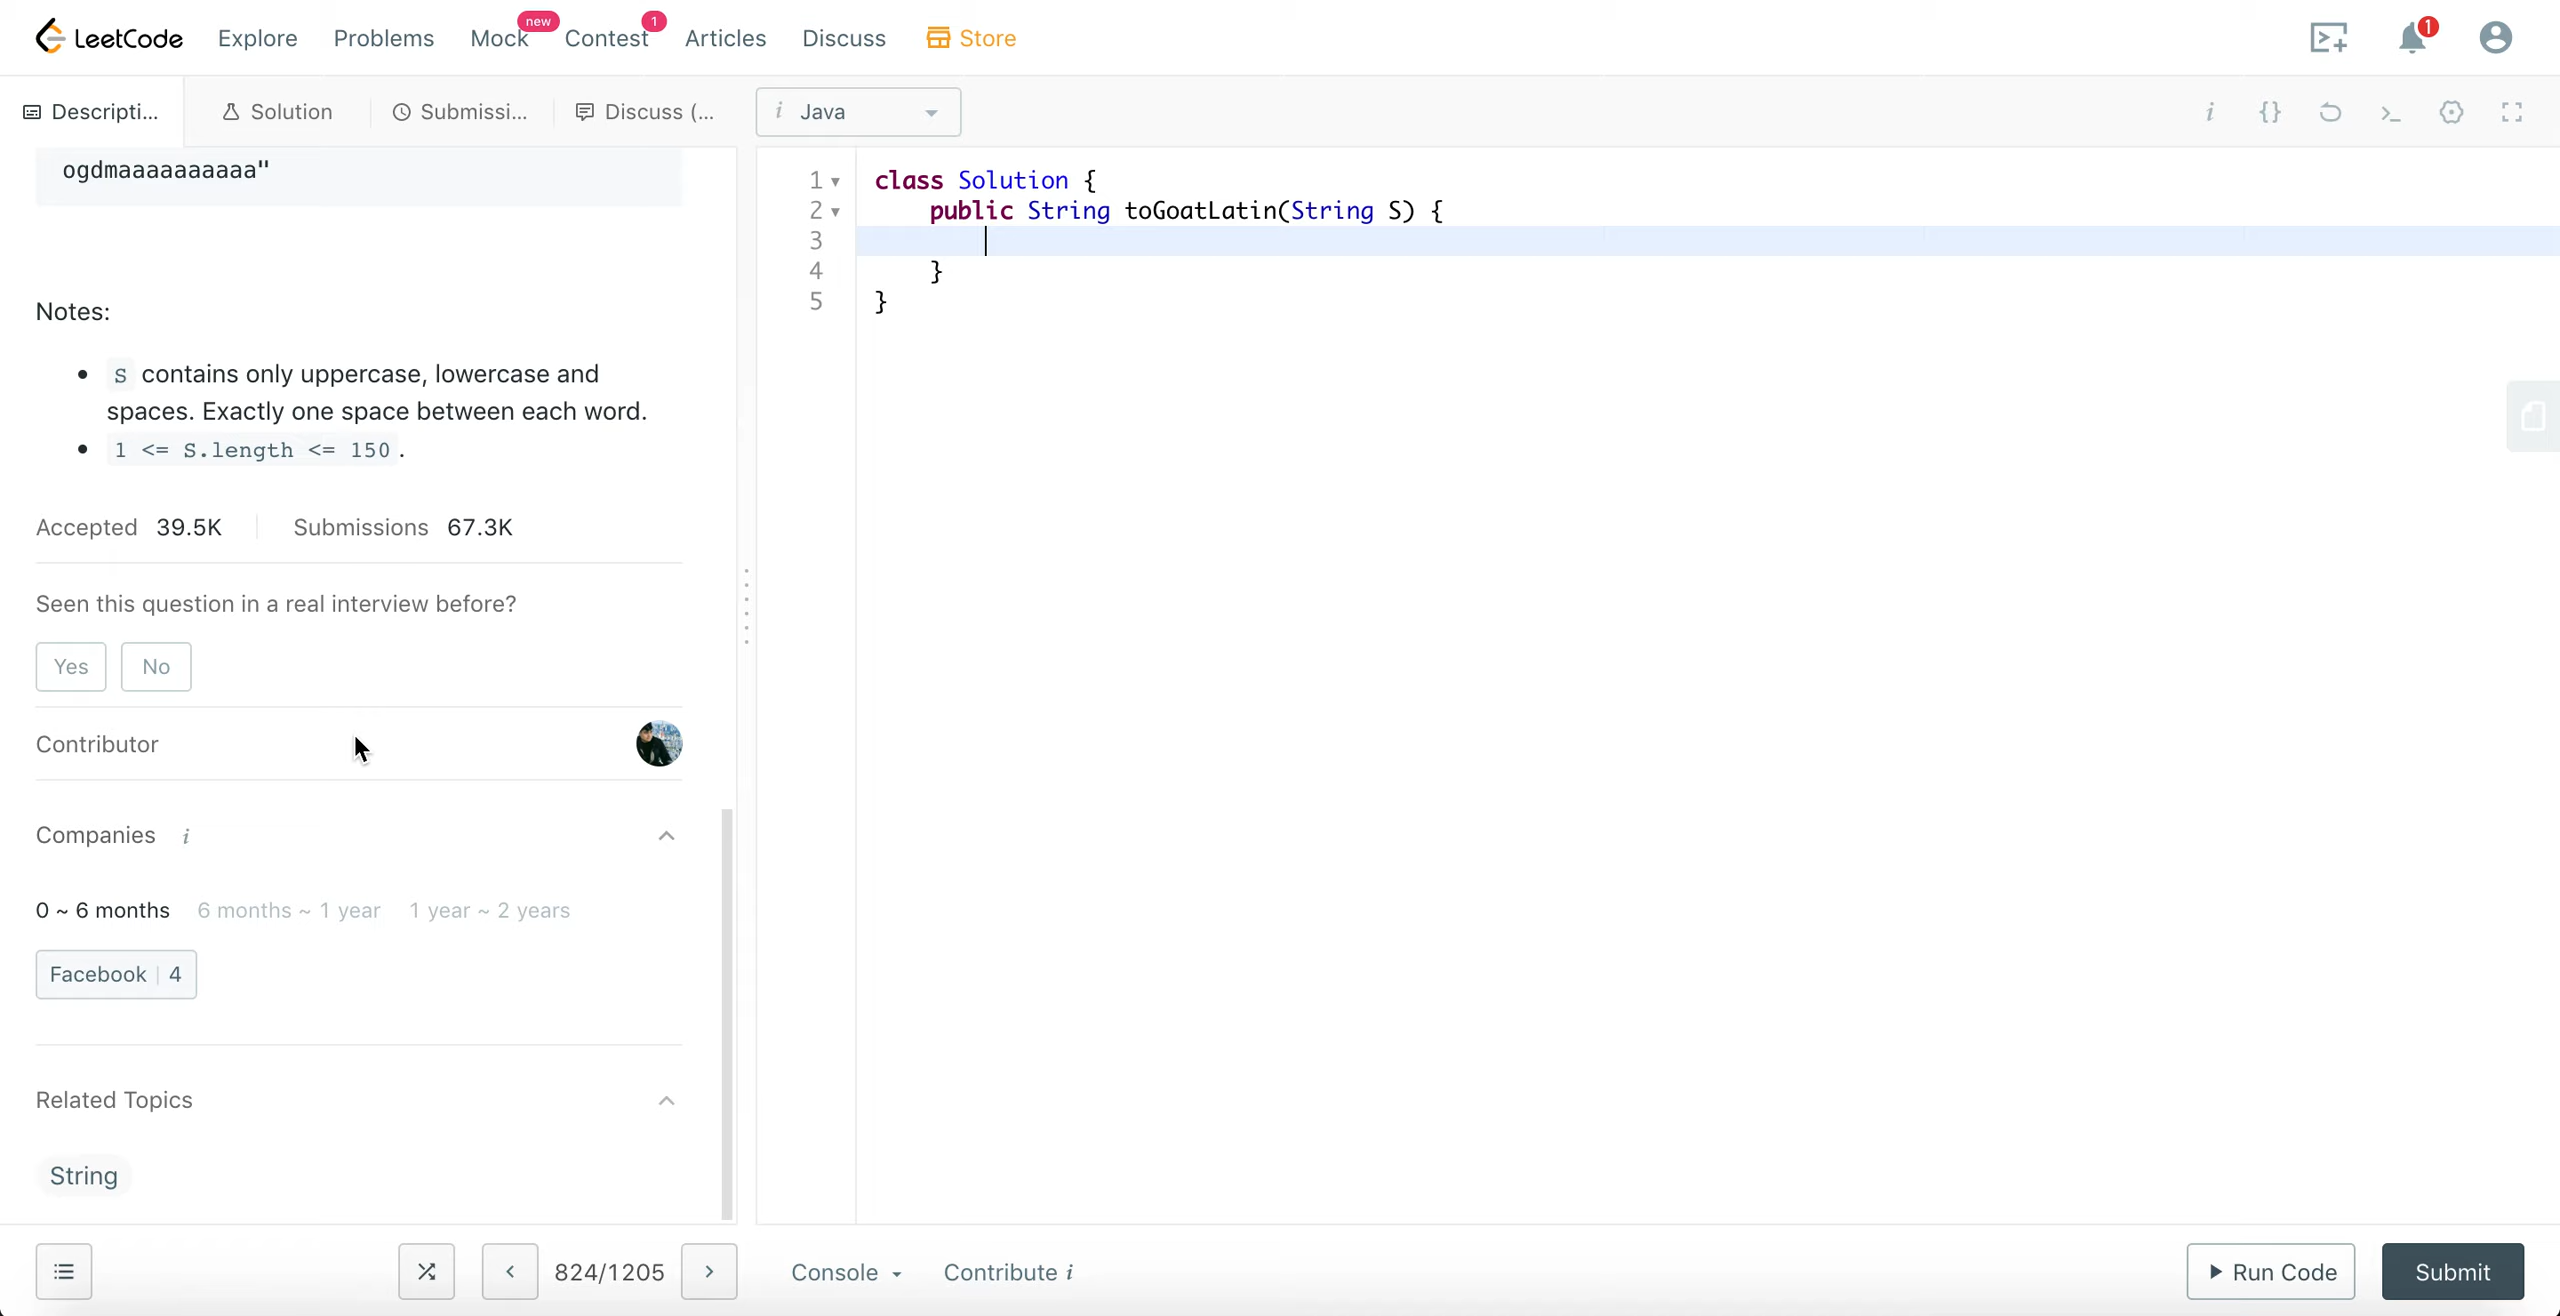 LeetCode Explore Problems Mock new Contest 1 Articles Discuss Store 1
Descripti... Solution Submissi... Discuss (... i Java i {}
ogdmaaaaaaaaaa"
Notes:
S contains only uppercase, lowercase and
spaces. Exactly one space between each word.
1 <= S.length <= 150.
Accepted 39.5K Submissions 67.3K
Seen this question in a real interview before?
Yes No
Contributor
Companies i
0 ~ 6 months 6 months ~ 1 year 1 year ~ 2 years
Facebook 4
Related Topics
String
1 class Solution {
2 public String toGoatLatin(String S) {
3
4 }
5 }
824/1205 Console Contribute i Run Code Submit